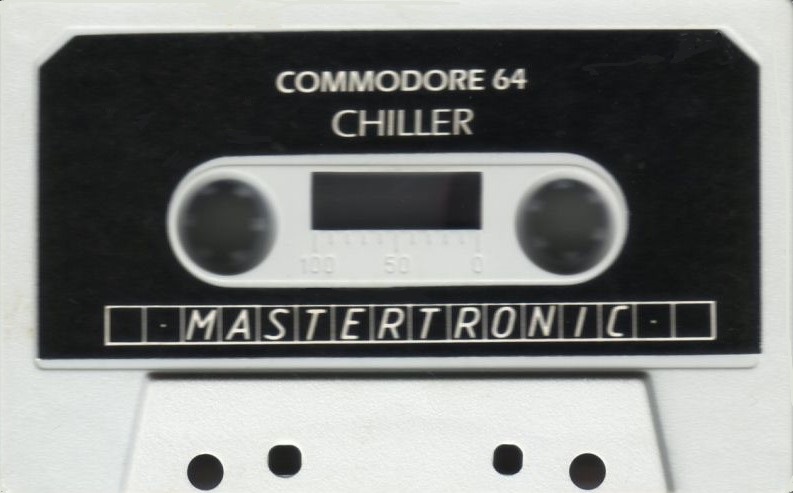 COMMODORE 64
CHILLER
100 50 0
· MASTERTRONIC ·